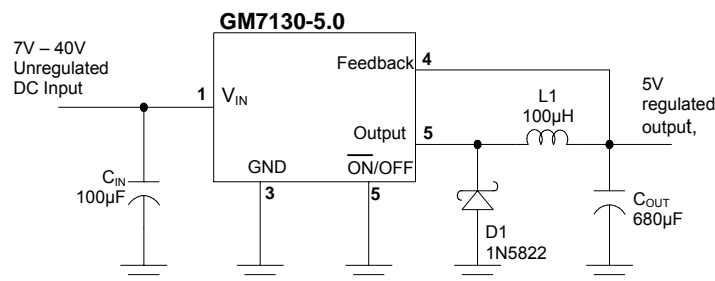 GM7130-5.0
7V – 40V
Unregulated
DC Input
Feedback
4
1
VIN
L1
100µH
5V
regulated
output,
Output
5
GND
ON/OFF
CIN
100µF
3
5
COUT
680µF
D1
1N5822